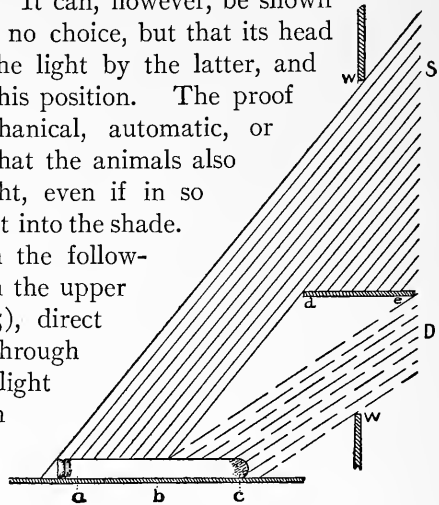 It can, however, be shown
no choice, but that its head
he light by the latter, and
his position. The proof
hanical, automatic, or
hat the animals also
ht, even if in so
t into the shade.
n the follow-
n the upper
), direct
hrough
light
n
w
S
d e
D
w
a b c